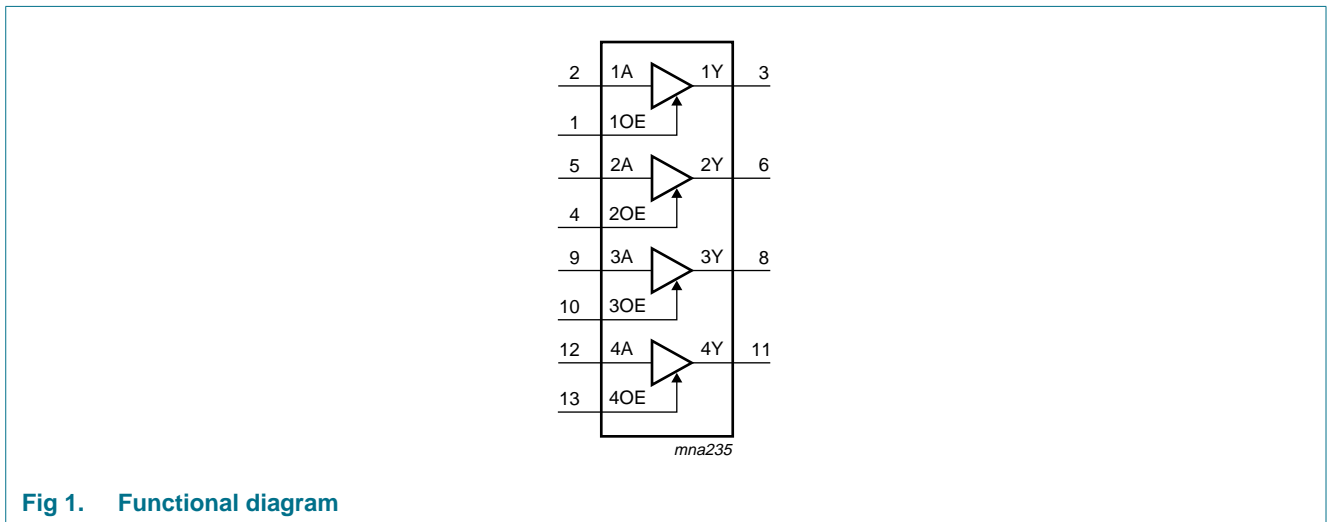 2 1A 1Y 3
1 1OE
5 2A 2Y 6
4 2OE
9 3A 3Y 8
10 3OE
12 4A 4Y 11
13 4OE
mna235
Fig 1. Functional diagram